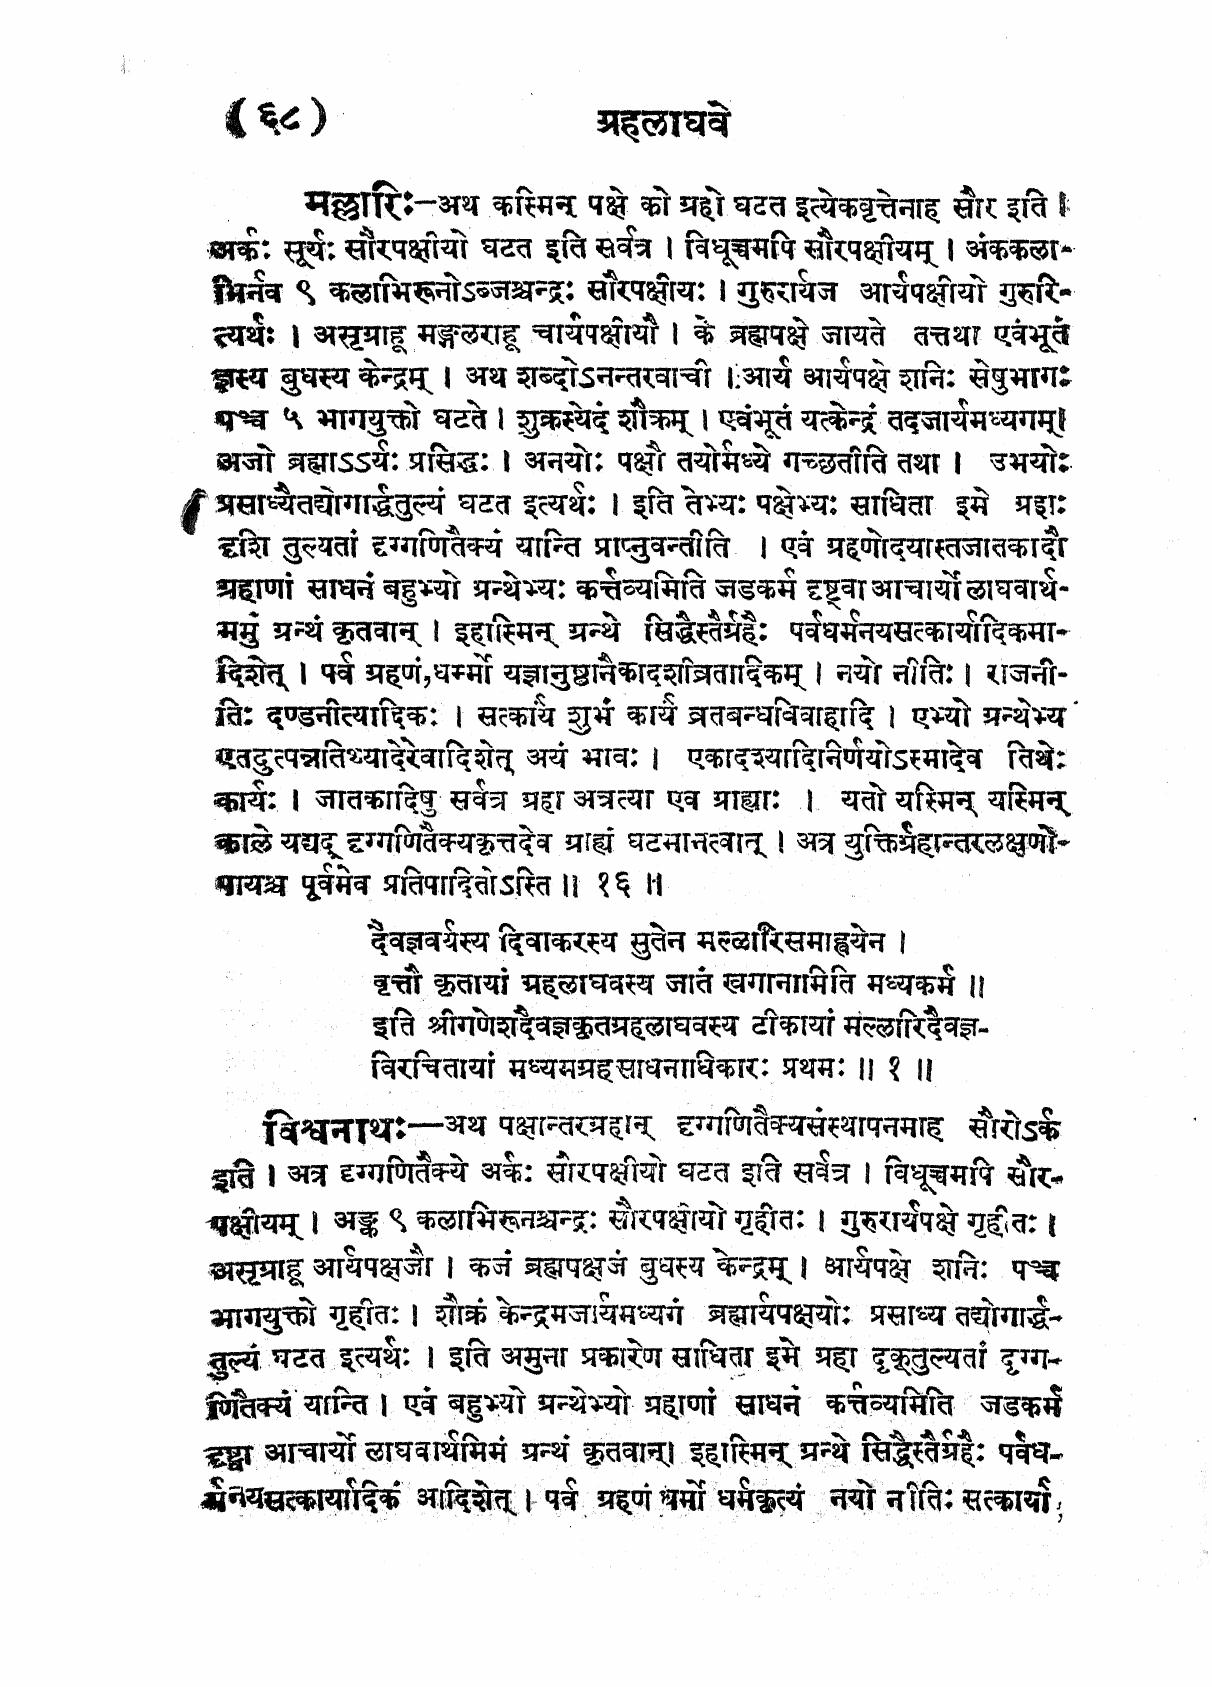 ( ६८ ) ग्रहलाघवे
मल्लारिः—अथ कस्मिन् पक्षे को ग्रहो घटत इत्येकवृत्तेनाह सौर इति ।
अर्कः सूर्यः सौरपक्षीयो घटत इति सर्वत्र । विधूच्चमपि सौरपक्षीयम् । अंककला-
भिर्नव ९ कलाभिरूनोऽब्जश्चन्द्रः सौरपक्षीयः । गुरुरार्यज आर्यपक्षीयो गुरुरि-
त्यर्थः । असृग्राहू मङ्गलराहू चार्यपक्षीयौ । के ब्रह्मपक्षे जायते तत्तथा एवंभूतं
ज्ञस्य बुधस्य केन्द्रम् । अथ शब्दोऽनन्तरवाची । आर्य आर्यपक्षे शनिः सेषुभागः
पञ्च ५ भागयुक्तो घटते । शुक्रस्येदं शौक्रम् । एवंभूतं यत्केन्द्रं तदजार्यमध्यगम्।
अजो ब्रह्माऽऽर्यः प्रसिद्धः । अनयोः पक्षौ तयोर्मध्ये गच्छतीति तथा । उभयोः
प्रसाध्यैतद्योगार्द्धतुल्यं घटत इत्यर्थः । इति तेभ्यः पक्षेभ्यः साधिता इमे ग्रहाः
दृशि तुल्यतां दृग्गणितैक्यं यान्ति प्राप्नुवन्तीति । एवं ग्रहणोदयास्तजातकादौ
ग्रहाणां साधनं बहुभ्यो ग्रन्थेभ्यः कर्त्तव्यमिति जडकर्म दृष्ट्वा आचार्यो लाघवार्थ-
ममुं ग्रन्थं कृतवान् । इहास्मिन् ग्रन्थे सिद्धैस्तैर्ग्रहैः पर्वधर्मनयसत्कार्यादिकमा-
दिशेत् । पर्व ग्रहणं,धर्म्मो यज्ञानुष्ठानैकादशीव्रतादिकम् । नयो नीतिः । राजनी-
तिः दण्डनीत्यादिकः । सत्कार्यं शुभं कार्यं व्रतबन्धविवाहादि । एभ्यो ग्रन्थेभ्य
एतदुत्पन्नतिथ्यादेरेवादिशेत् अयं भावः । एकादश्यादिनिर्णयोऽस्मादेव तिथेः
कार्यः । जातकादिषु सर्वत्र ग्रहा अत्रत्या एव ग्राह्याः । यतो यस्मिन् यस्मिन्
काले यद्यद् दृग्गणितैक्यकृत्तदेव ग्राह्यं घटमानत्वात् । अत्र युक्तिर्ग्रहान्तरलक्षणो-
पायश्च पूर्वमेव प्रतिपादितोऽस्ति ॥ १६ ॥
दैवज्ञवर्यस्य दिवाकरस्य सुतेन मल्ळारिसमाह्वयेन ।
वृत्तौ कृतायां ग्रहलाघवस्य जातं खगानामिति मध्यकर्म ॥
इति श्रीगणेशदैवज्ञकृतग्रहलाघवस्य टीकायां मल्लारिदैवज्ञ-
विरचितायां मध्यमग्रहसाधनाधिकारः प्रथमः ॥ १ ॥
विश्वनाथः—अथ पक्षान्तरग्रहान् दृग्गणितैक्यसंस्थापनमाह सौरोऽर्क
इति । अत्र दृग्गणितैक्ये अर्कः सौरपक्षीयो घटत इति सर्वत्र । विधूच्चमपि सौर-
पक्षीयम् । अङ्क ९ कलाभिरूनश्चन्द्रः सौरपक्षीयो गृहीतः । गुरुरार्यपक्षे गृहीतः ।
असृग्राहू आर्यपक्षजौ । कजं ब्रह्मपक्षजं बुधस्य केन्द्रम् । आर्यपक्षे शनिः पञ्च
भागयुक्तो गृहीतः । शौक्रं केन्द्रमजार्यमध्यगं ब्रह्मार्यपक्षयोः प्रसाध्य तद्योगार्द्ध-
तुल्यं घटत इत्यर्थः । इति अमुना प्रकारेण साधिता इमे ग्रहा दृक्तुल्यतां दृग्ग-
णितैक्यं यान्ति । एवं बहुभ्यो ग्रन्थेभ्यो ग्रहाणां साधनं कर्त्तव्यमिति जडकर्म
दृष्ट्वा आचार्यो लाघवार्थमिमं ग्रन्थं कृतवान्। इहास्मिन् ग्रन्थे सिद्धैस्तैर्ग्रहैः पर्वध-
र्मनयसत्कार्यादिकं आदिशेत् । पर्व ग्रहणं धर्मो धर्मकृत्यं नयो नीतिः सत्कार्या